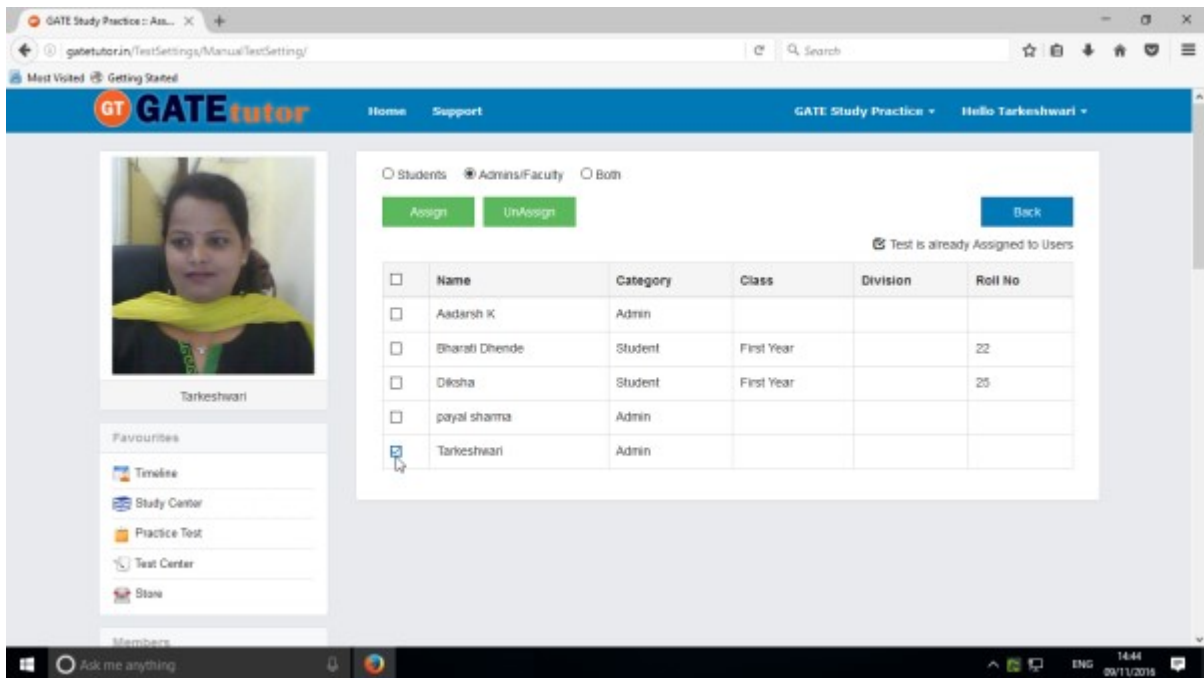 GATE Study Practice :: Ass...
gatetutor.in/TestSettings/ManualTestSetting/
Search
Most Visited Getting Started
GT GATEtutor Home Support GATE Study Practice Hello Tarkeshwari
Students Admins/Faculty Both
Assign UnAssign Back
Test is already Assigned to Users
Name Category Class Division Roll No
Aadarsh K Admin
Bharati Dhende Student First Year 22
Diksha Student First Year 25
payal sharma Admin
Tarkeshwari Admin
Tarkeshwari
Favourites
Timeline
Study Center
Practice Test
Test Center
Store
Members
Ask me anything
ENG
14:44
09/11/2016